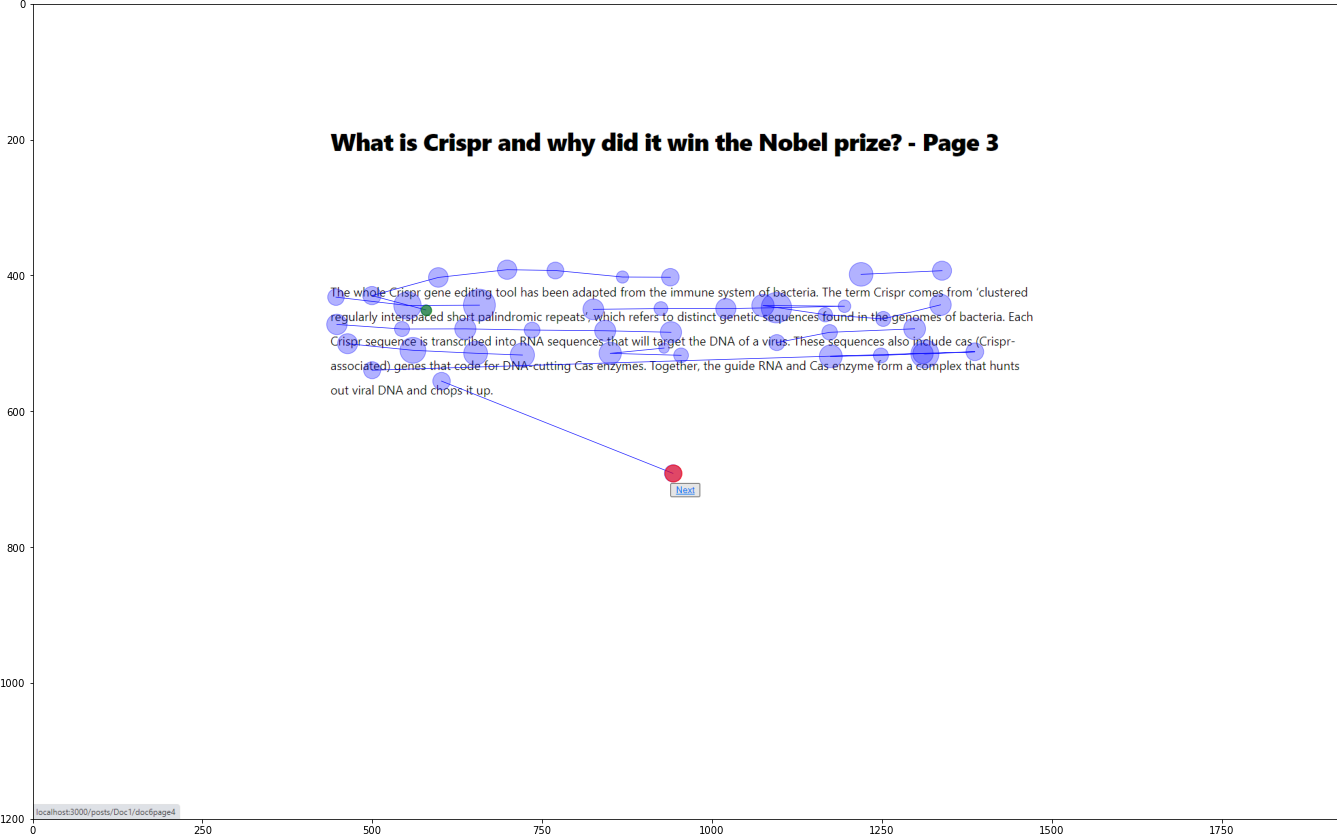 0
200
What is Crispr and why did it win the Nobel prize? - Page 3
400
The whole Crispr gene editing tool has been adapted from the immune system of bacteria. The term Crispr comes from 'clustered
regularly interspaced short palindromic repeats', which refers to distinct genetic sequences found in the genomes of bacteria. Each
Crispr sequence is transcribed into RNA sequences that will target the DNA of a virus. These sequences also include cas (Crispr-
associated) genes that code for DNA-cutting Cas enzymes. Together, the guide RNA and Cas enzyme form a complex that hunts
out viral DNA and chops it up.
600
Next
800
1000
localhost:3000/posts/Doc1/doc6page4
1200
0 250 500 750 1000 1250 1500 1750